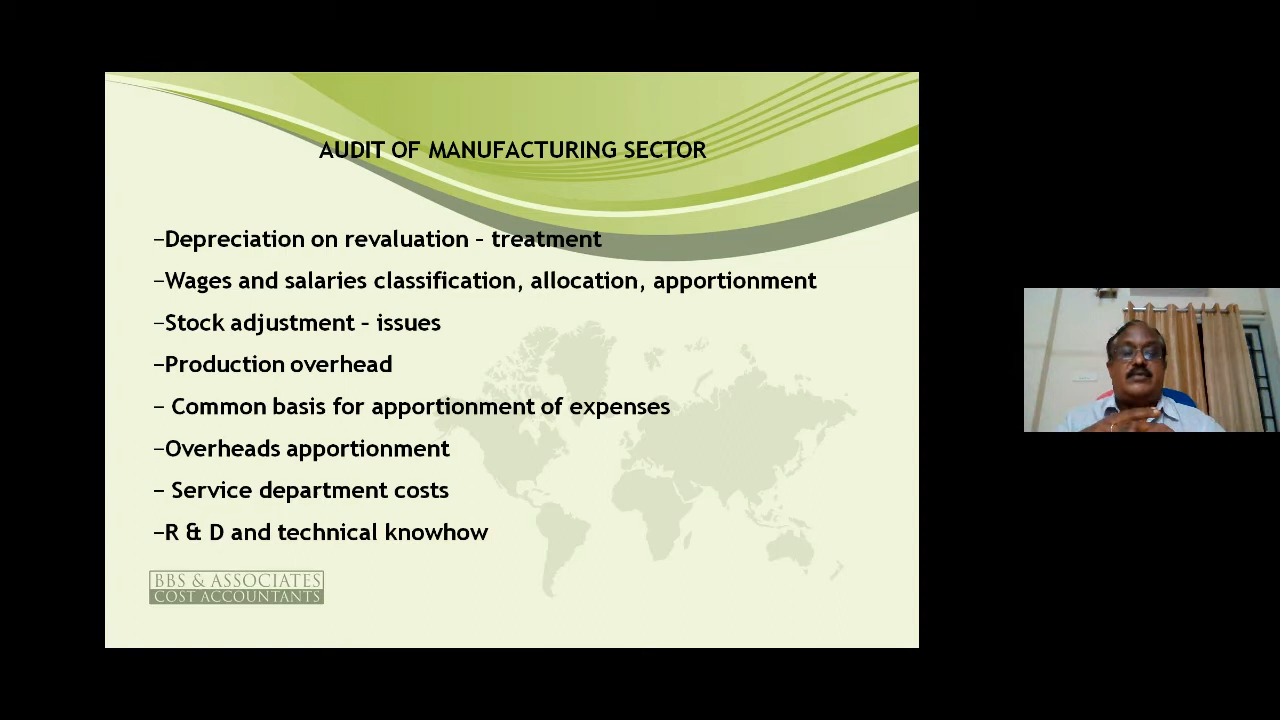 AUDIT OF MANUFACTURING SECTOR
–Depreciation on revaluation – treatment
–Wages and salaries classification, allocation, apportionment
–Stock adjustment – issues
–Production overhead
– Common basis for apportionment of expenses
–Overheads apportionment
– Service department costs
–R & D and technical knowhow
BBS & ASSOCIATES
COST ACCOUNTANTS